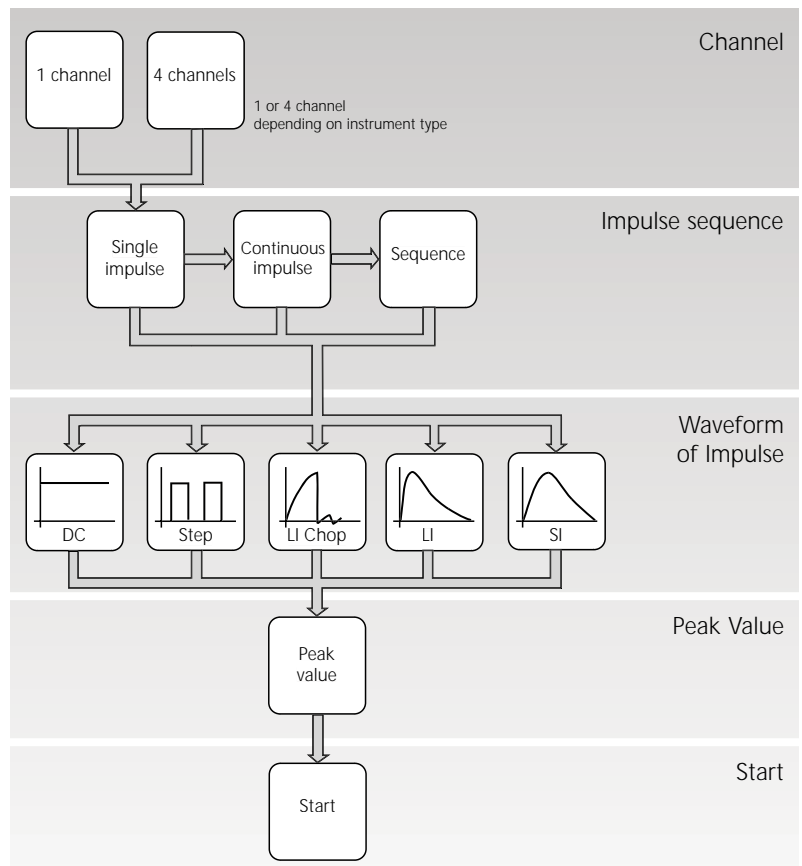 Channel
1 channel
4 channels
1 or 4 channel
depending on instrument type
Impulse sequence
Single
impulse
Continuous
impulse
Sequence
Waveform
of Impulse
DC
Step
LI Chop
LI
SI
Peak Value
Peak
value
Start
Start